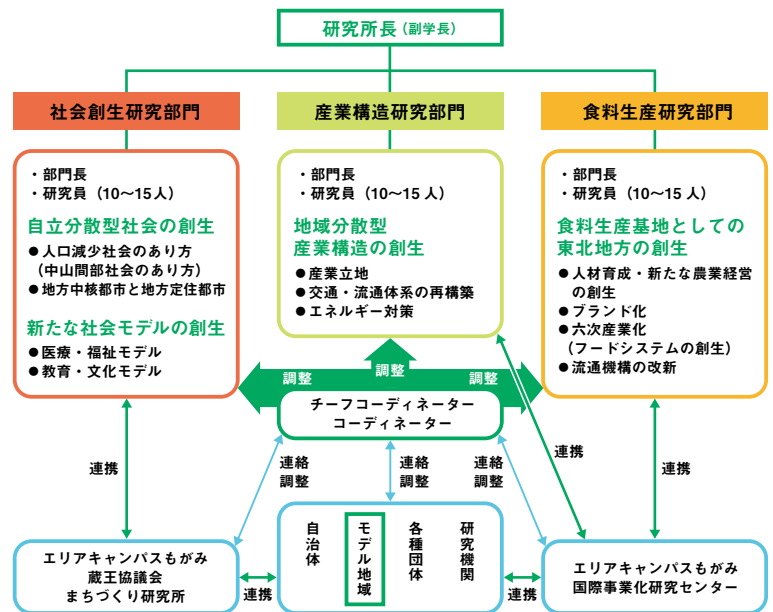 研究所長（副学長）
社会創生研究部門
・部門長
・研究員（10〜15人）
自立分散型社会の創生
●人口減少社会のあり方
（中山間部社会のあり方）
●地方中核都市と地方定住都市
新たな社会モデルの創生
●医療・福祉モデル
●教育・文化モデル
産業構造研究部門
・部門長
・研究員（10〜15人）
地域分散型
産業構造の創生
●産業立地
●交通・流通体系の再構築
●エネルギー対策
食料生産研究部門
・部門長
・研究員（10〜15人）
食料生産基地としての
東北地方の創生
●人材育成・新たな農業経営
の創生
●ブランド化
●六次産業化
（フードシステムの創生）
●流通機構の改新
調整
調整
調整
チーフコーディネーター
コーディネーター
連携
連絡
調整
連絡
調整
連絡
調整
連携
連携
エリアキャンパスもがみ
蔵王協議会
まちづくり研究所
連携
自治体
モデル地域
各種団体
研究機関
連携
エリアキャンパスもがみ
国際事業化研究センター